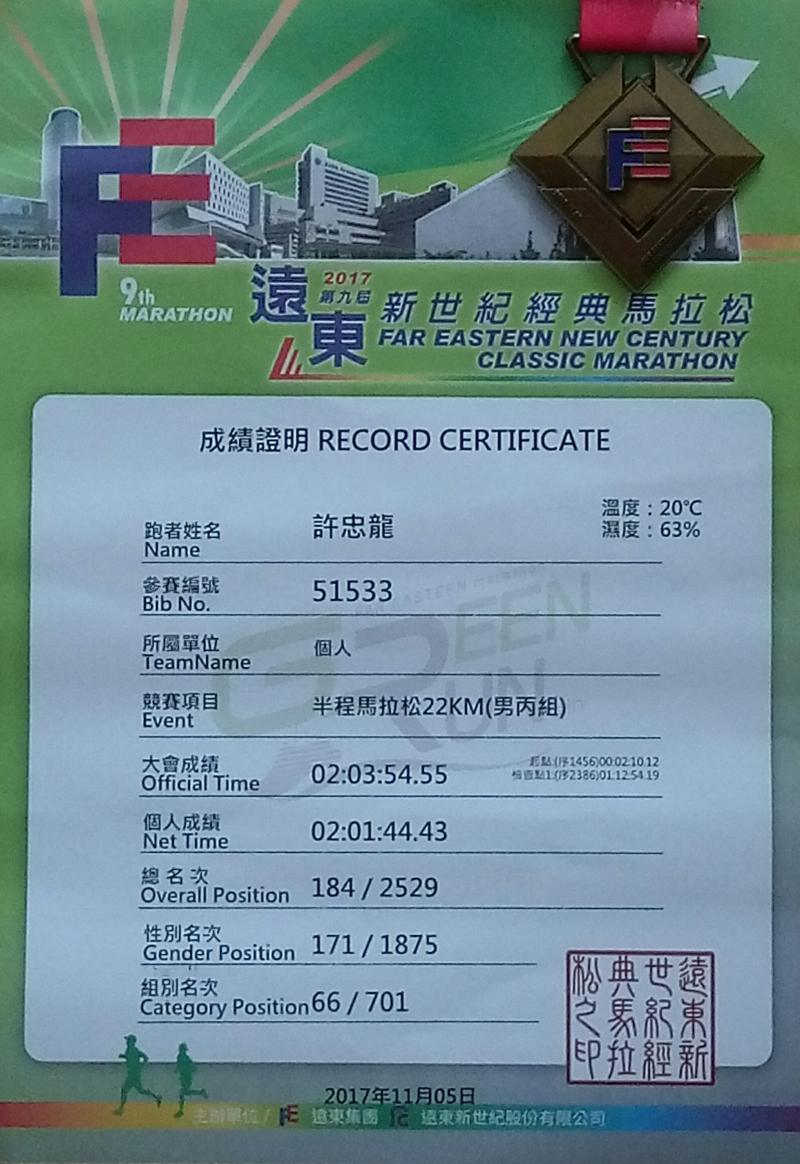 FE
FE
9th
MARATHON
遠東
2017
第九屆
新世紀經典馬拉松
FAR EASTERN NEW CENTURY
CLASSIC MARATHON
成績證明 RECORD CERTIFICATE
溫度：20℃
濕度：63%
跑者姓名 許忠龍
Name
參賽編號 51533
Bib No.
所屬單位 個人
TeamName
競賽項目 半程馬拉松22KM(男丙組)
Event
大會成績 02:03:54.55
Official Time
起點:(序1456)00:02:10.12
檢查點1:(序2386)01:12:54.19
個人成績 02:01:44.43
Net Time
總名次 184 / 2529
Overall Position
性別名次 171 / 1875
Gender Position
組別名次 66 / 701
Category Position
FAR EASTERN marathon
GREEN
RUN
遠東新
世紀經
典馬拉
松之印
2017年11月05日
主辦單位 / FE 遠東集團 FE 遠東新世紀股份有限公司